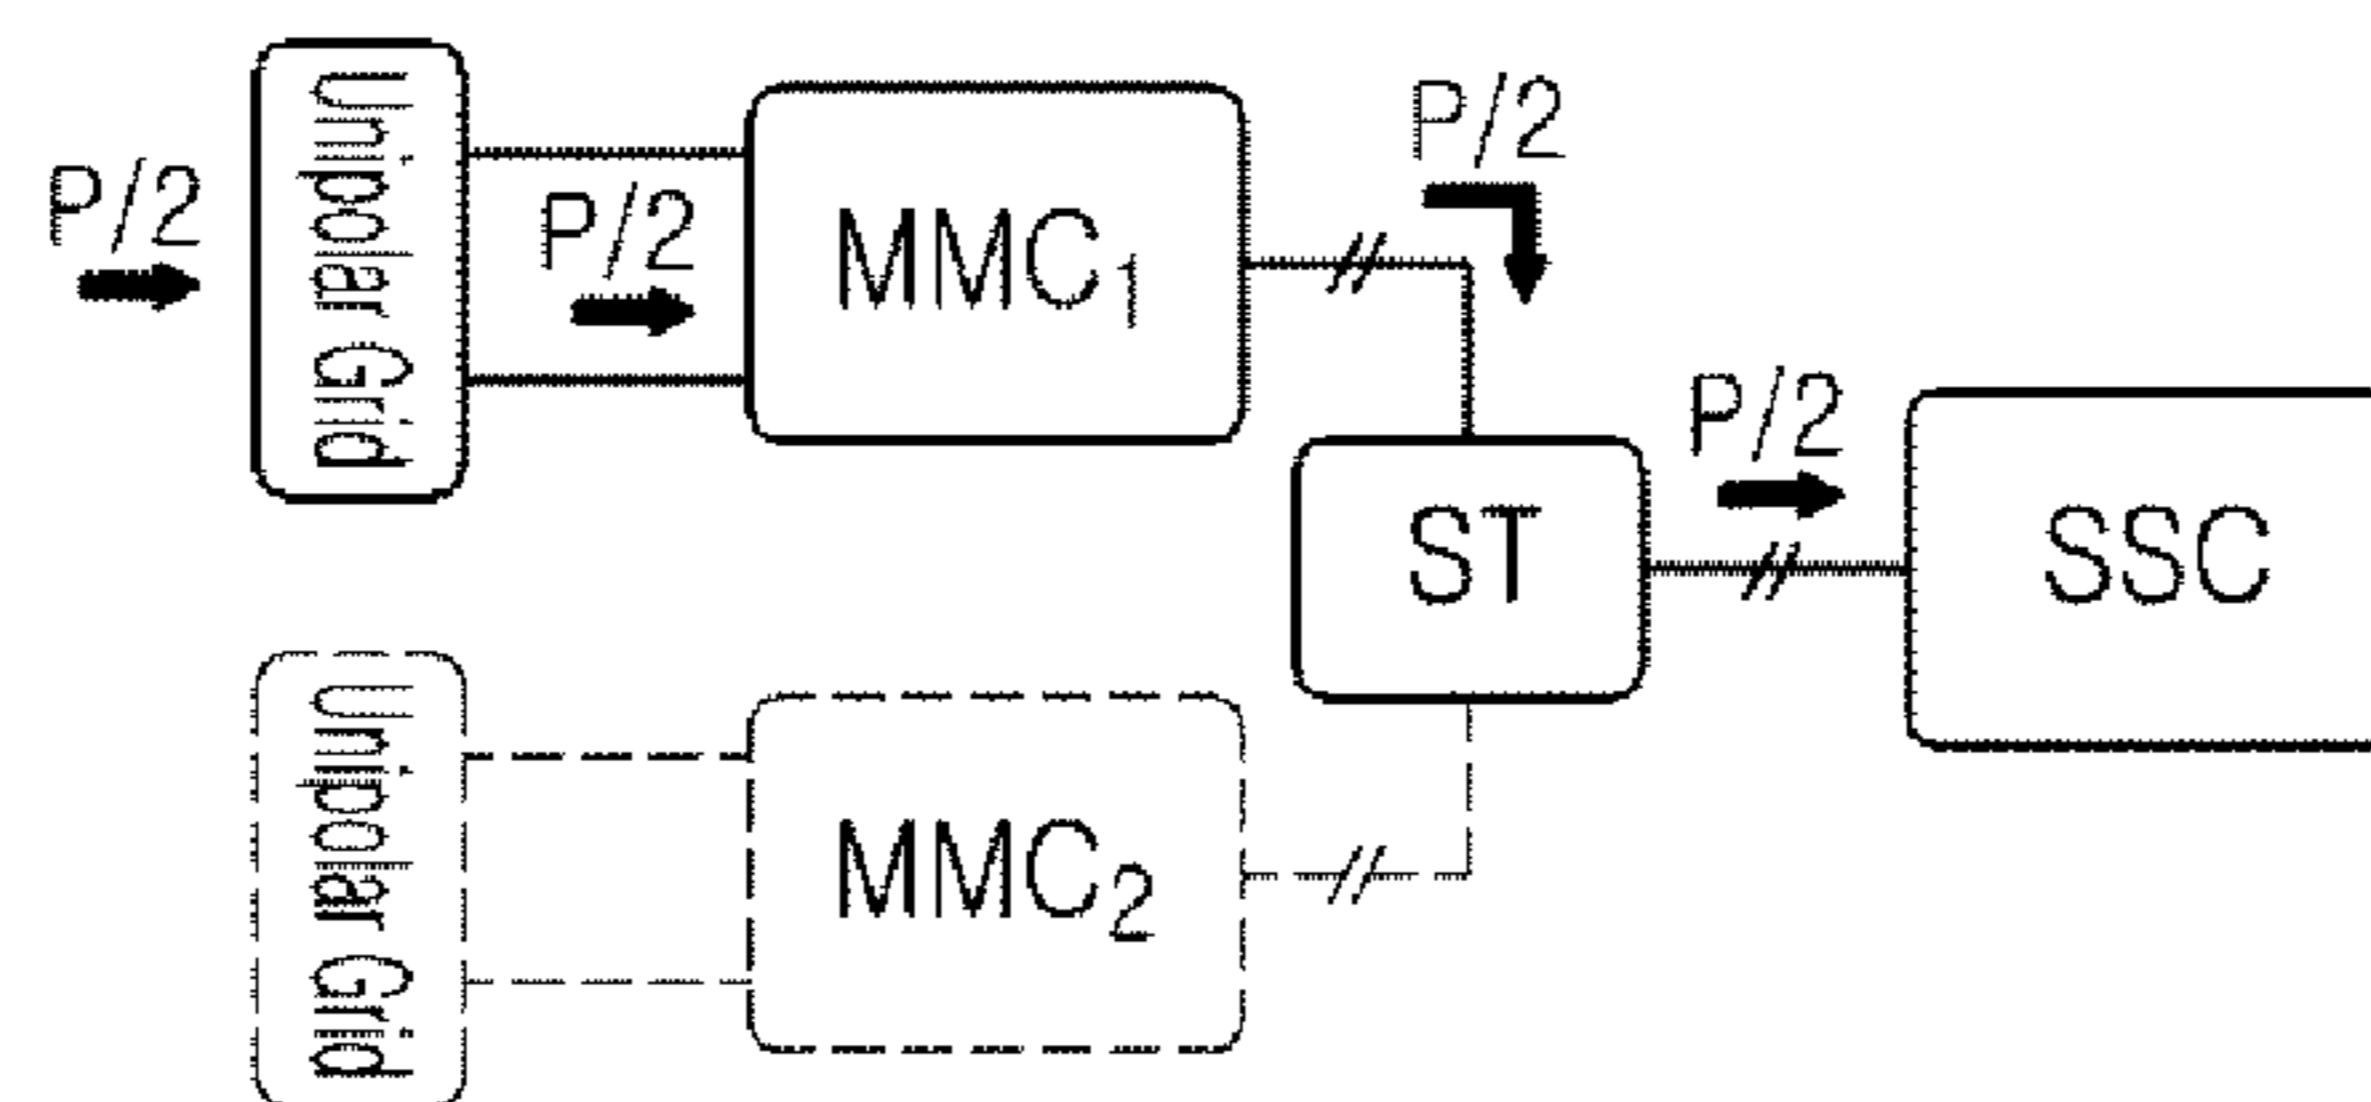 P/2
Unipolar Grid
P/2
MMC1
P/2
ST
P/2
SSC
Unipolar Grid
MMC2